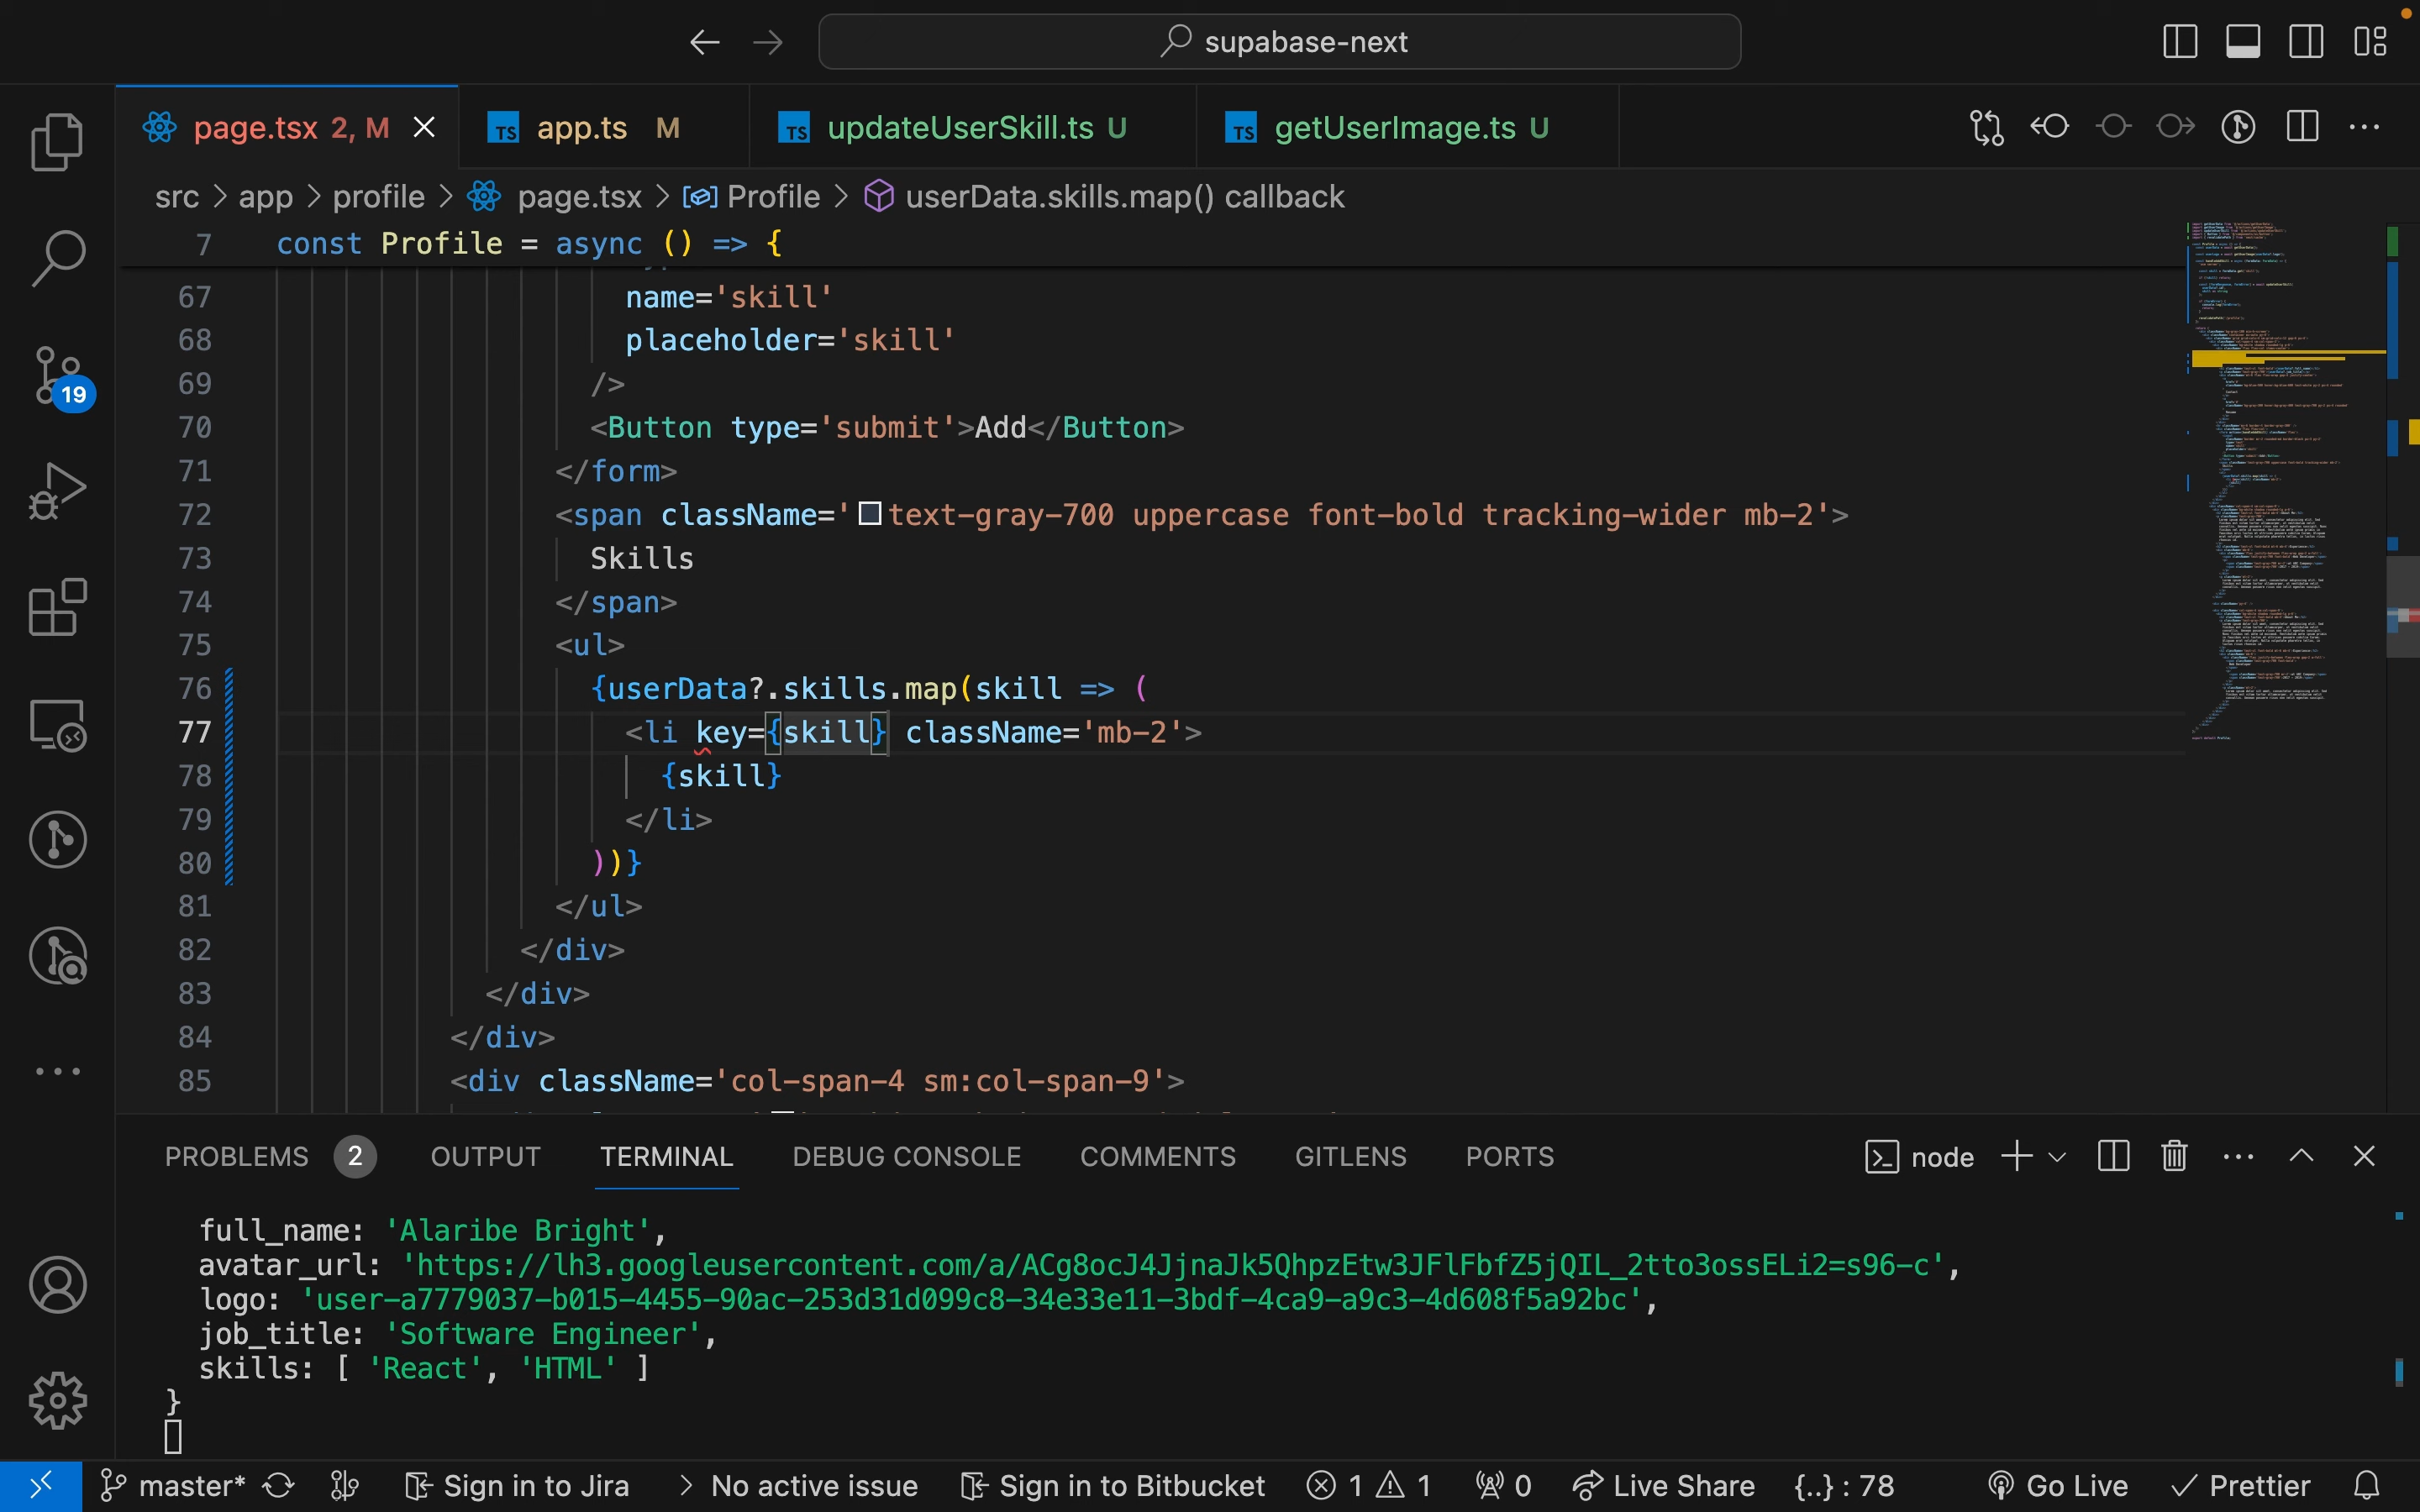 supabase-next
page.tsx 2, M
app.ts M
updateUserSkill.ts U
getUserImage.ts U
src > app > profile > page.tsx > Profile > userData.skills.map() callback
7 const Profile = async () => {
67 name='skill'
68 placeholder='skill'
69 />
70 <Button type='submit'>Add</Button>
71 </form>
72 <span className='text-gray-700 uppercase font-bold tracking-wider mb-2'>
73 Skills
74 </span>
75 <ul>
76 {userData?.skills.map(skill => (
77 <li key={skill} className='mb-2'>
78 {skill}
79 </li>
80 ))}
81 </ul>
82 </div>
83 </div>
84 </div>
85 <div className='col-span-4 sm:col-span-9'>
19
PROBLEMS 2 OUTPUT TERMINAL DEBUG CONSOLE COMMENTS GITLENS PORTS node
full_name: 'Alaribe Bright',
avatar_url: 'https://lh3.googleusercontent.com/a/ACg8ocJ4JjnaJk5QhpzEtw3JFlFbfZ5jQIL_2tto3ossELi2=s96-c',
logo: 'user-a7779037-b015-4455-90ac-253d31d099c8-34e33e11-3bdf-4ca9-a9c3-4d608f5a92bc',
job_title: 'Software Engineer',
skills: [ 'React', 'HTML' ]
}
master* Sign in to Jira > No active issue Sign in to Bitbucket 1 1 0 Live Share {..} : 78 Go Live Prettier